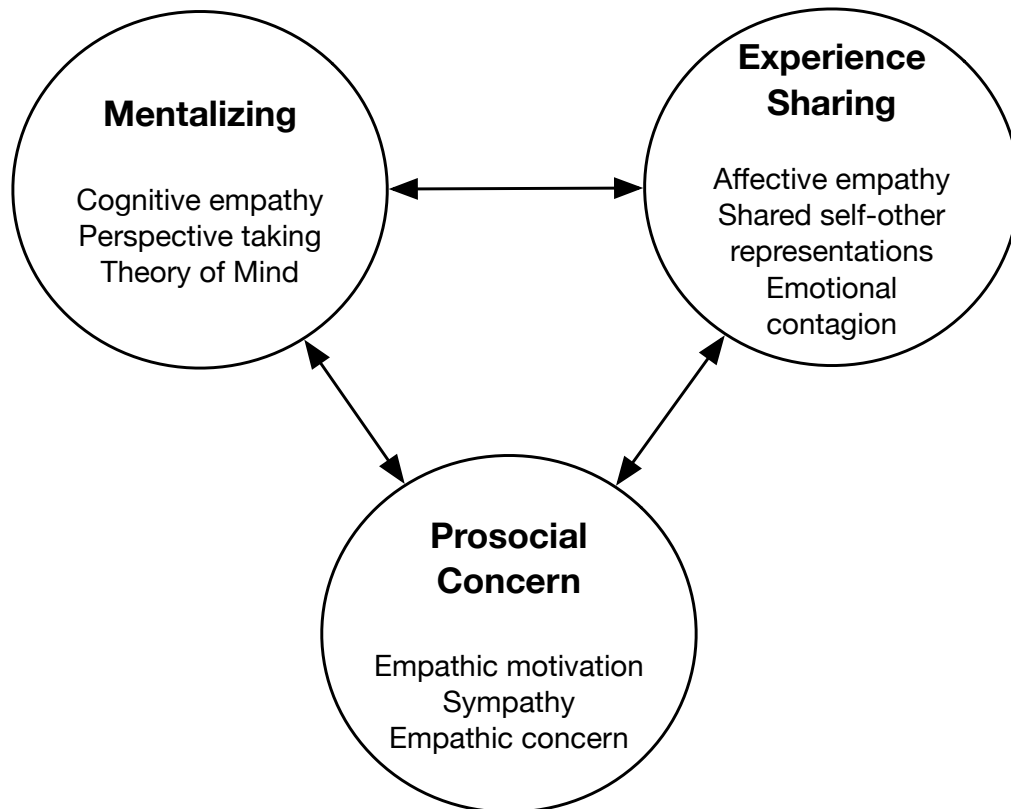 Mentalizing
Cognitive empathy
Perspective taking
Theory of Mind
Experience
Sharing
Affective empathy
Shared self-other
representations
Emotional
contagion
Prosocial
Concern
Empathic motivation
Sympathy
Empathic concern